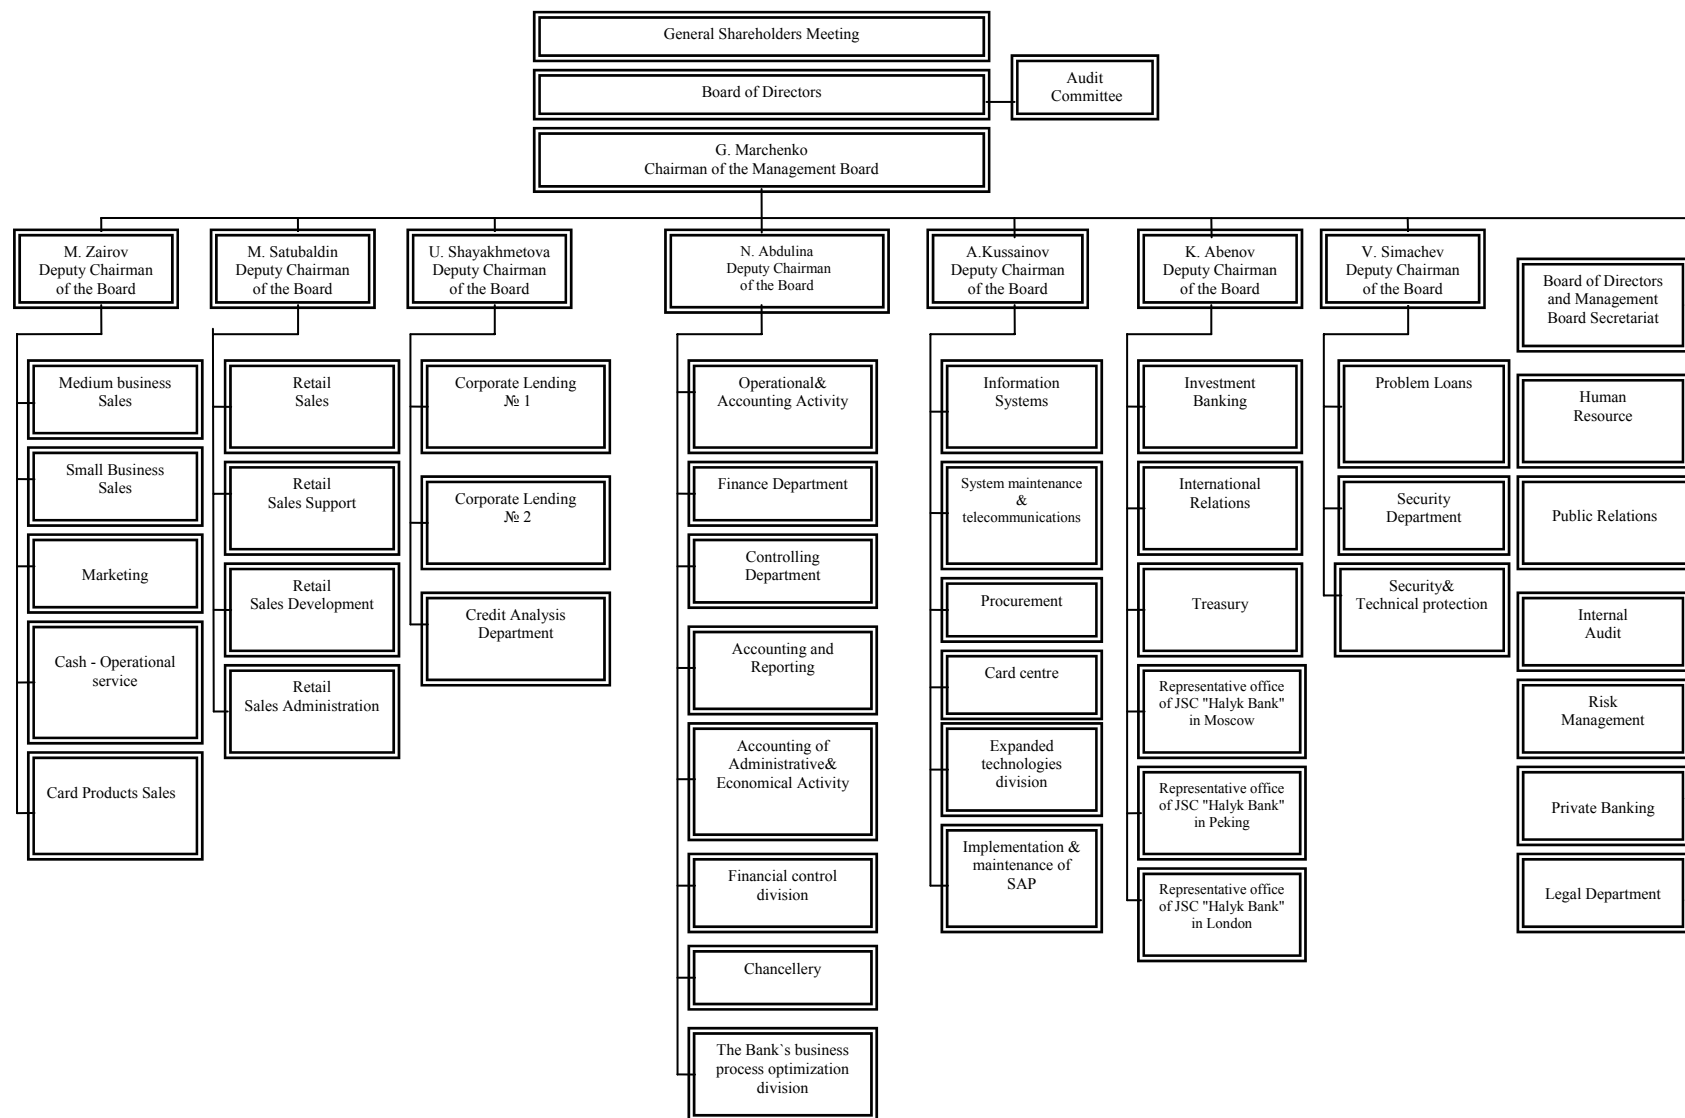 General Shareholders Meeting
Board of Directors
Audit
Committee
G. Marchenko
Chairman of the Management Board
M. Zairov
Deputy Chairman
of the Board
M. Satubaldin
Deputy Chairman
of the Board
U. Shayakhmetova
Deputy Chairman
of the Board
N. Abdulina
Deputy Chairman
of the Board
A.Kussainov
Deputy Chairman
of the Board
K. Abenov
Deputy Chairman
of the Board
V. Simachev
Deputy Chairman
of the Board
Board of Directors
and Management
Board Secretariat
Medium business
Sales
Small Business
Sales
Marketing
Cash - Operational
service
Card Products Sales
Retail
Sales
Retail
Sales Support
Retail
Sales Development
Retail
Sales Administration
Corporate Lending
№ 1
Corporate Lending
№ 2
Credit Analysis
Department
Operational&
Accounting Activity
Finance Department
Controlling
Department
Accounting and
Reporting
Accounting of
Administrative&
Economical Activity
Financial control
division
Chancellery
The Bank`s business
process optimization
division
Information
Systems
System maintenance
&
telecommunications
Procurement
Card centre
Expanded
technologies
division
Implementation &
maintenance of
SAP
Investment
Banking
International
Relations
Treasury
Representative office
of JSC "Halyk Bank"
in Moscow
Representative office
of JSC "Halyk Bank"
in Peking
Representative office
of JSC "Halyk Bank"
in London
Problem Loans
Security
Department
Security&
Technical protection
Human
Resource
Public Relations
Internal
Audit
Risk
Management
Private Banking
Legal Department